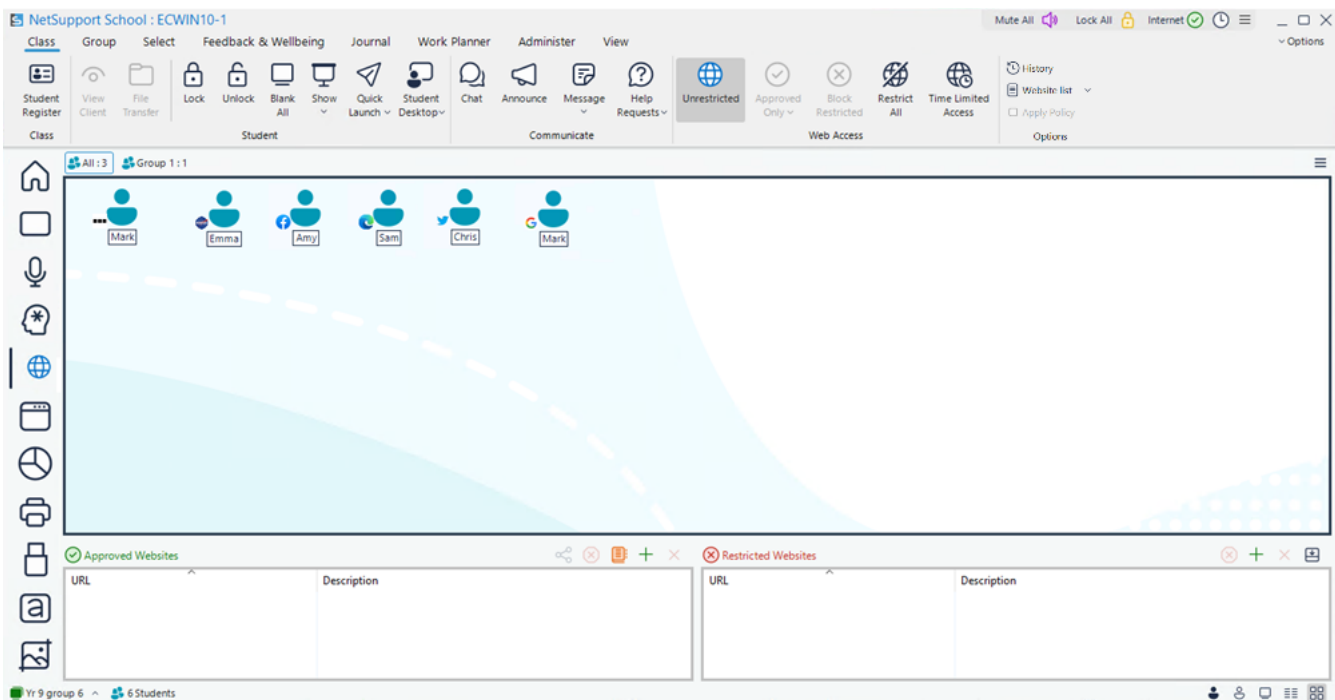 NetSupport School : ECWIN10-1
Mute All Lock All Internet
Class Group Select Feedback & Wellbeing Journal Work Planner Administer View
Options
Student Register
View Client
File Transfer
Lock
Unlock
Blank All
Show
Quick Launch
Student Desktop
Chat
Announce
Message
Help Requests
Unrestricted
Approved Only
Block Restricted
Restrict All
Time Limited Access
History
Website list
Apply Policy
Class Student Communicate Web Access Options
All : 3 Group 1 : 1
Mark Emma Amy Sam Chris Mark
Approved Websites
URL Description
Restricted Websites
URL Description
Yr 9 group 6 6 Students